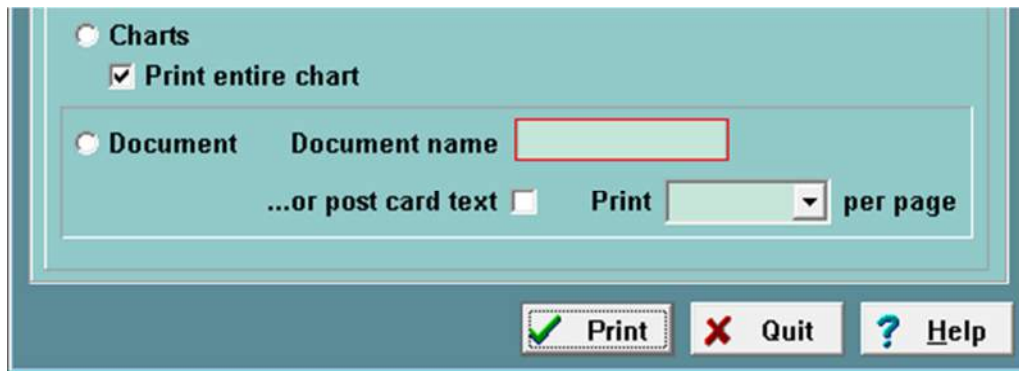 Charts
Print entire chart
Document Document name
...or post card text Print per page
Print Quit Help